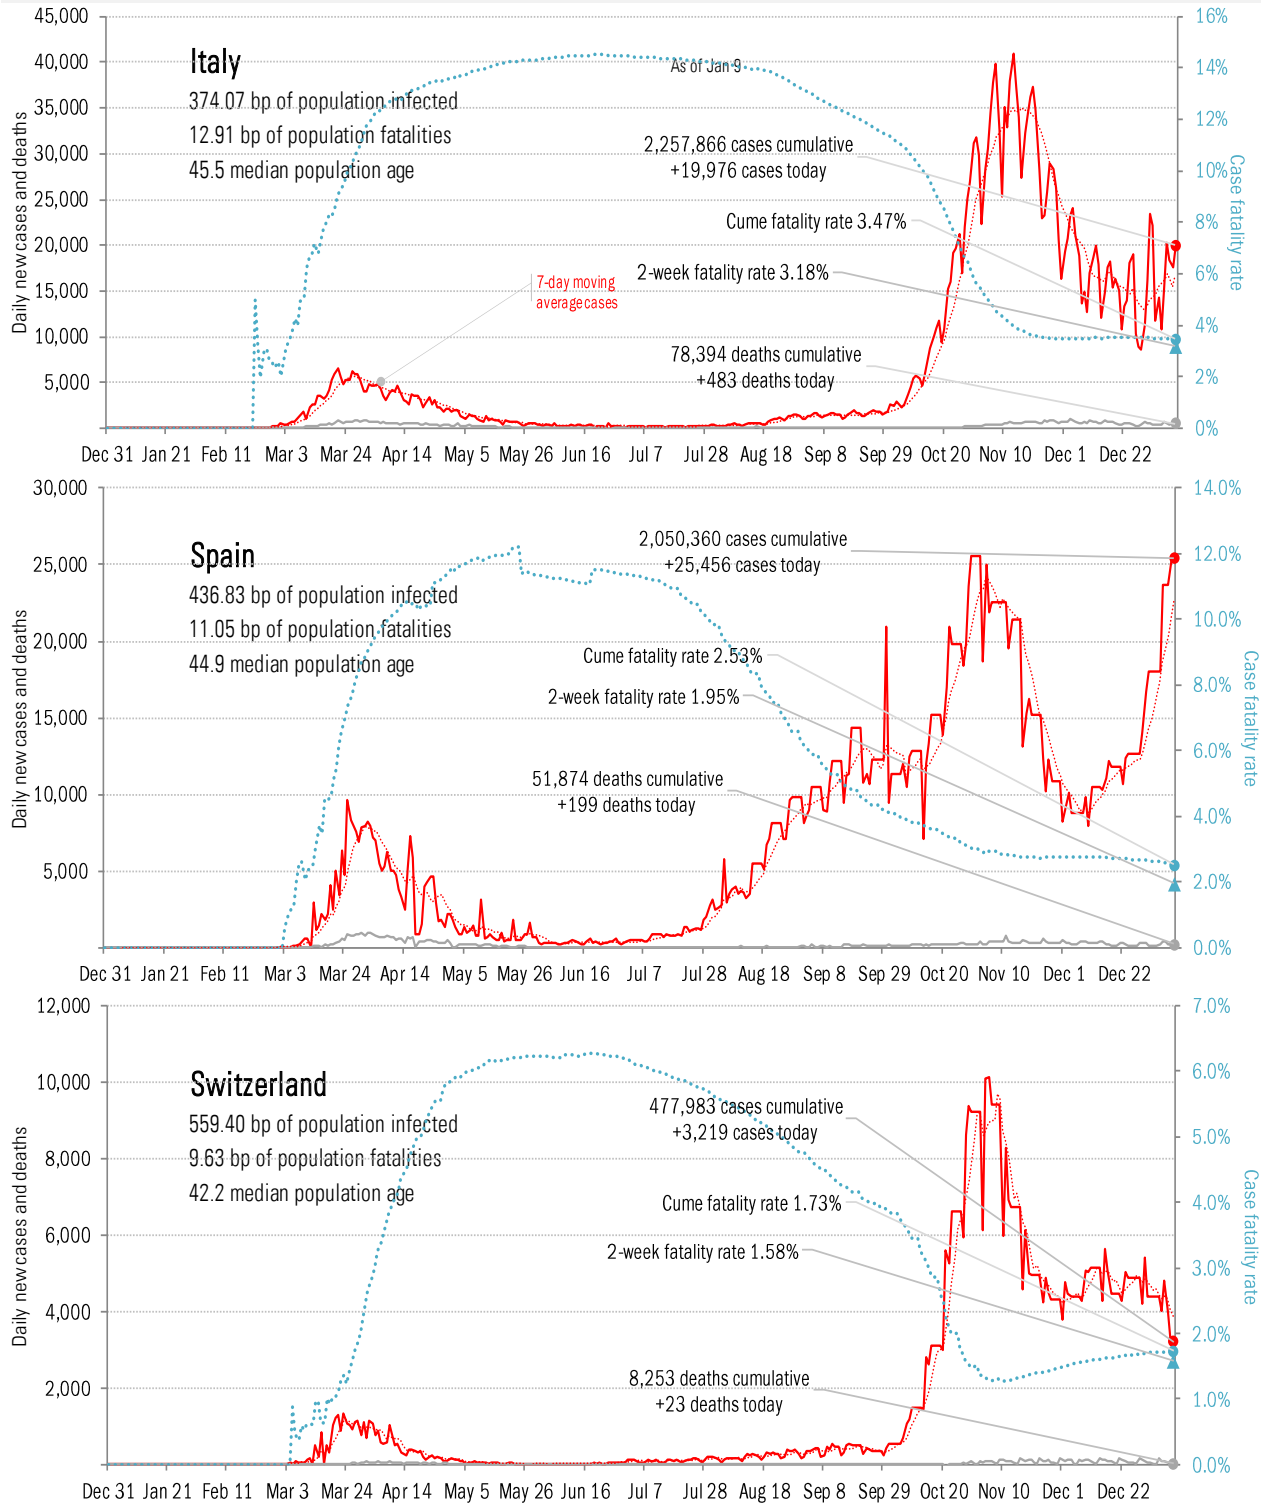 45,000
40,000
35,000
30,000
25,000
20,000
15,000
10,000
5,000
Daily new cases and deaths
Italy
374.07 bp of population infected
12.91 bp of population fatalities
45.5 median population age
As of Jan 9
2,257,866 cases cumulative
+19,976 cases today
Cume fatality rate 3.47%
2-week fatality rate 3.18%
7-day moving
average cases
78,394 deaths cumulative
+483 deaths today
16%
14%
12%
10%
8%
6%
4%
2%
0%
Case fatality rate
Dec 31 Jan 21 Feb 11 Mar 3 Mar 24 Apr 14 May 5 May 26 Jun 16 Jul 7 Jul 28 Aug 18 Sep 8 Sep 29 Oct 20 Nov 10 Dec 1 Dec 22
30,000
25,000
20,000
15,000
10,000
5,000
Daily new cases and deaths
Spain
436.83 bp of population infected
11.05 bp of population fatalities
44.9 median population age
2,050,360 cases cumulative
+25,456 cases today
Cume fatality rate 2.53%
2-week fatality rate 1.95%
51,874 deaths cumulative
+199 deaths today
14.0%
12.0%
10.0%
8.0%
6.0%
4.0%
2.0%
0.0%
Case fatality rate
Dec 31 Jan 21 Feb 11 Mar 3 Mar 24 Apr 14 May 5 May 26 Jun 16 Jul 7 Jul 28 Aug 18 Sep 8 Sep 29 Oct 20 Nov 10 Dec 1 Dec 22
12,000
10,000
8,000
6,000
4,000
2,000
Daily new cases and deaths
Switzerland
559.40 bp of population infected
9.63 bp of population fatalities
42.2 median population age
477,983 cases cumulative
+3,219 cases today
Cume fatality rate 1.73%
2-week fatality rate 1.58%
8,253 deaths cumulative
+23 deaths today
7.0%
6.0%
5.0%
4.0%
3.0%
2.0%
1.0%
0.0%
Case fatality rate
Dec 31 Jan 21 Feb 11 Mar 3 Mar 24 Apr 14 May 5 May 26 Jun 16 Jul 7 Jul 28 Aug 18 Sep 8 Sep 29 Oct 20 Nov 10 Dec 1 Dec 22